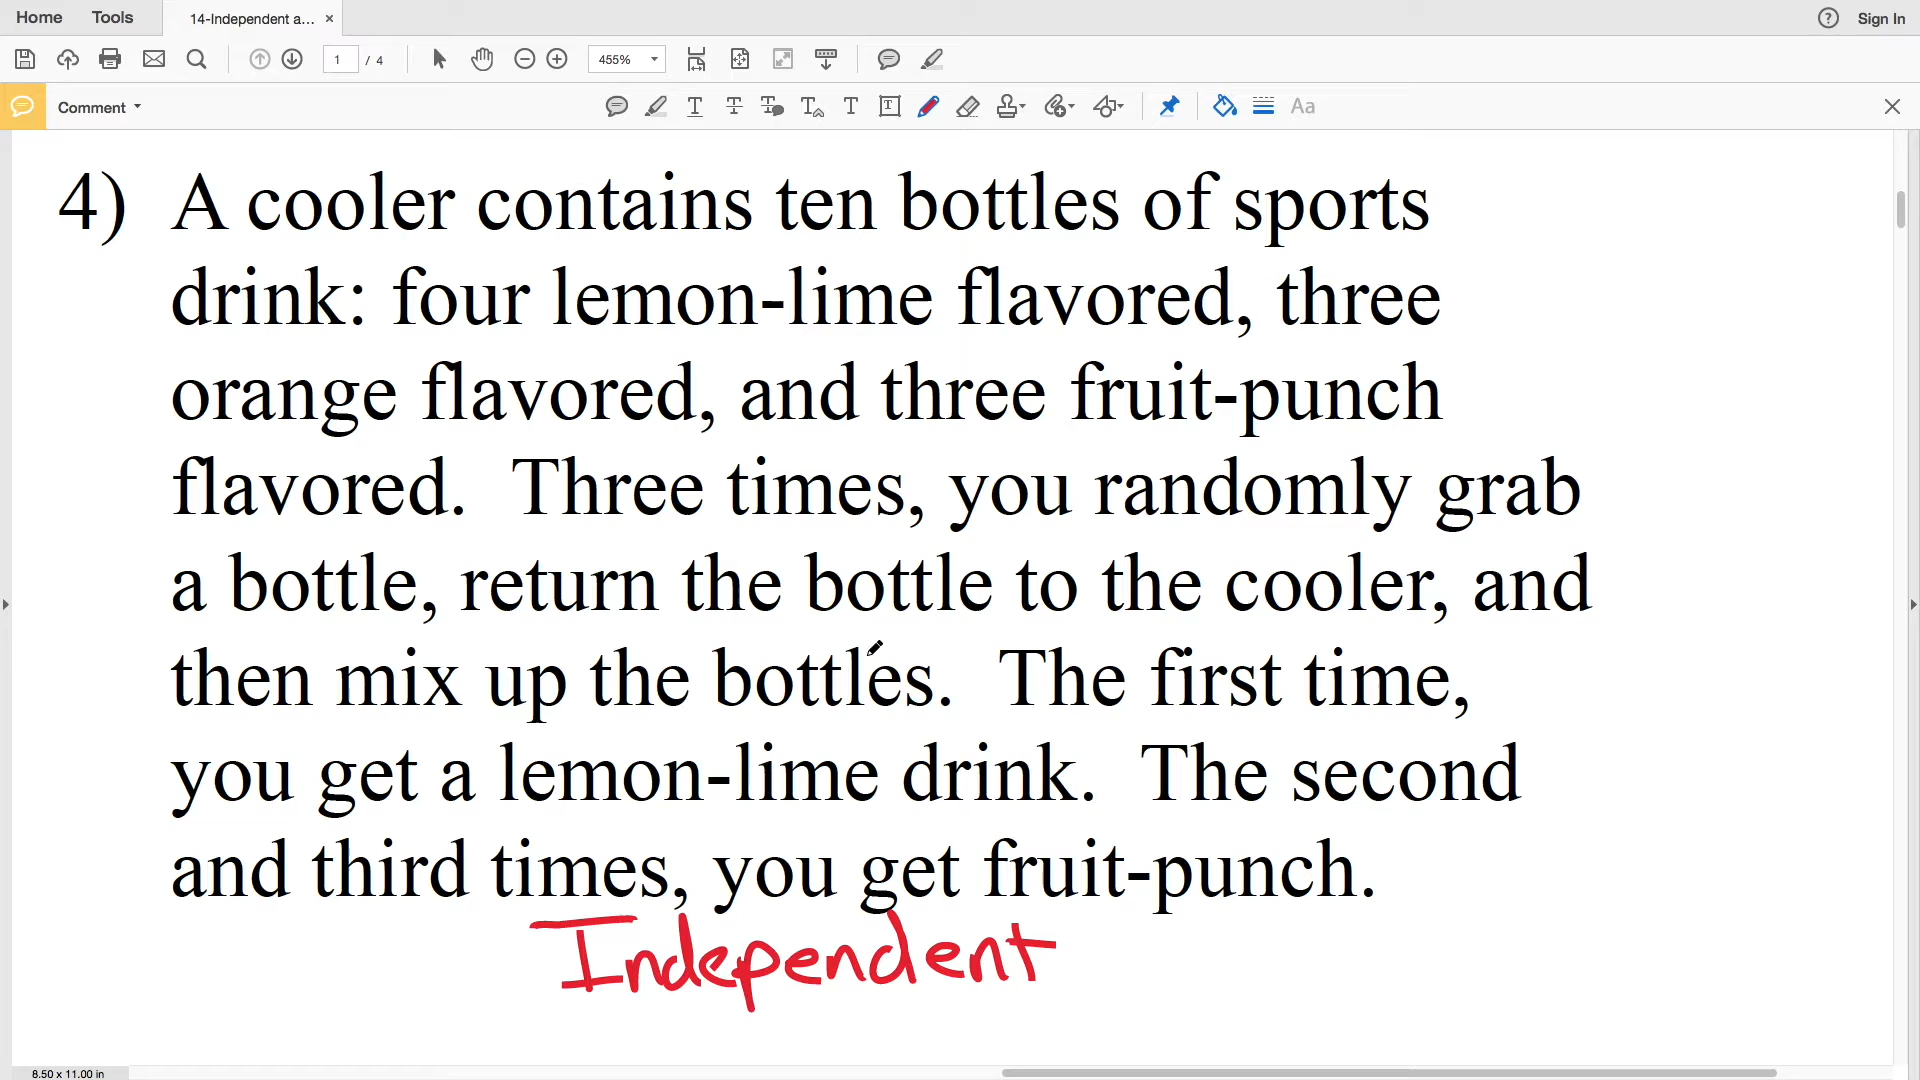 Home Tools 14-Independent a... × ? Sign In
1 / 4 455%
Comment Aa
4) A cooler contains ten bottles of sports
drink: four lemon-lime flavored, three
orange flavored, and three fruit-punch
flavored. Three times, you randomly grab
a bottle, return the bottle to the cooler, and
then mix up the bottles. The first time,
you get a lemon-lime drink. The second
and third times, you get fruit-punch.
Independent
8.50 x 11.00 in